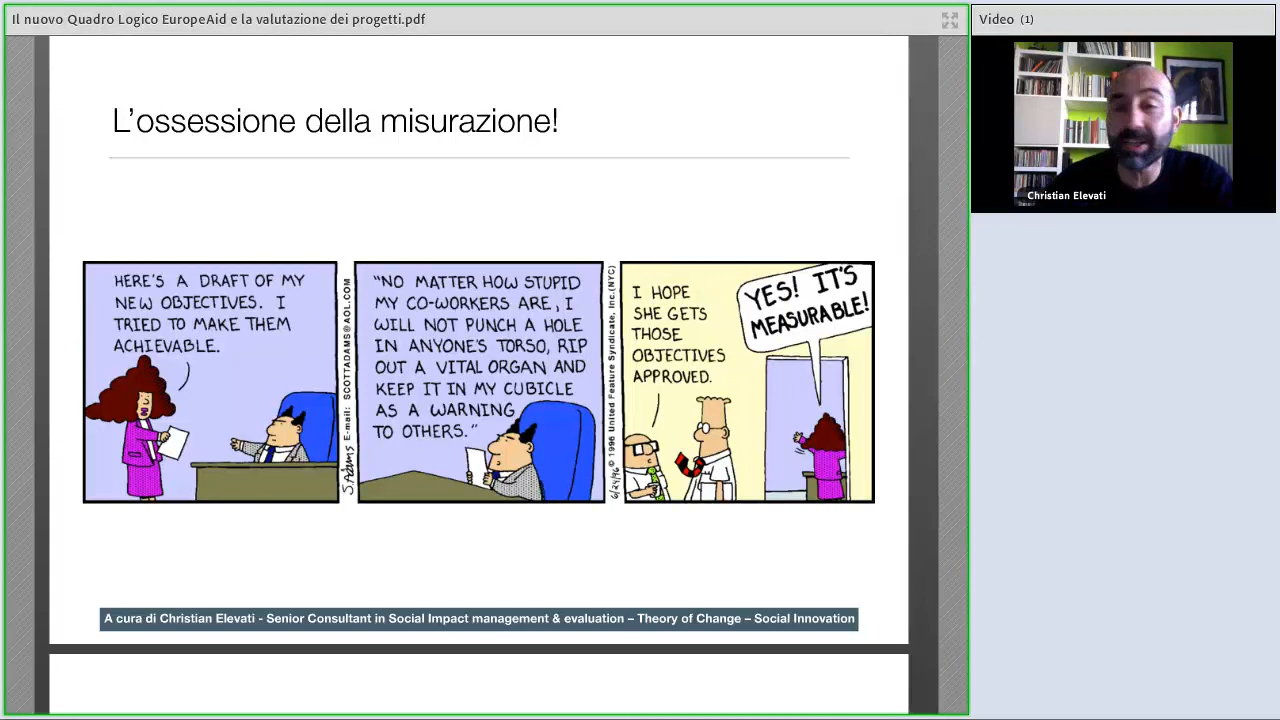 Il nuovo Quadro Logico EuropeAid e la valutazione dei progetti.pdf
Video (1)
Christian Elevati
L'ossessione della misurazione!
HERE'S A DRAFT OF MY
NEW OBJECTIVES. I
TRIED TO MAKE THEM
ACHIEVABLE.
S.Adams E-mail: SCOTTADAMS@AOL.COM
"NO MATTER HOW STUPID
MY CO-WORKERS ARE, I
WILL NOT PUNCH A HOLE
IN ANYONE'S TORSO, RIP
OUT A VITAL ORGAN AND
KEEP IT IN MY CUBICLE
AS A WARNING
TO OTHERS."
6/24/96 © 1996 United Feature Syndicate, Inc.(NYC)
I HOPE
SHE GETS
THOSE
OBJECTIVES
APPROVED.
YES! IT'S
MEASURABLE!
A cura di Christian Elevati - Senior Consultant in Social Impact management & evaluation – Theory of Change – Social Innovation